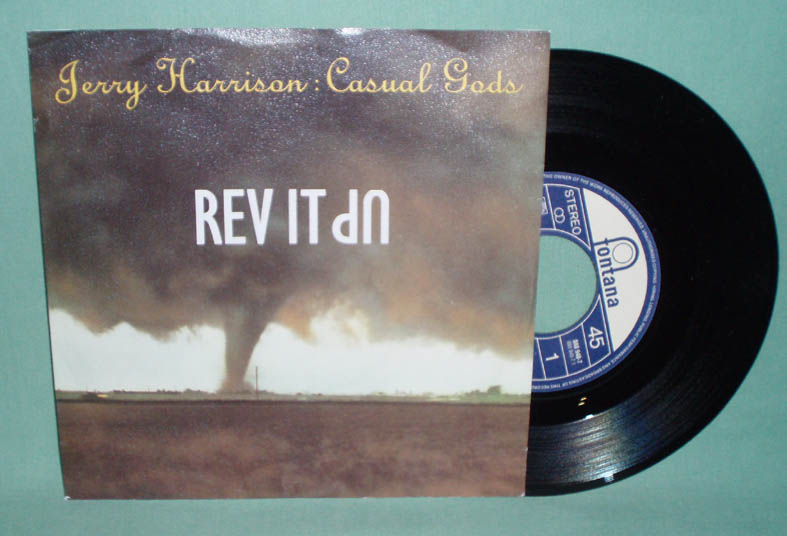 Jerry Harrison : Casual Gods
REV IT UP
STEREO
fontana
45
1